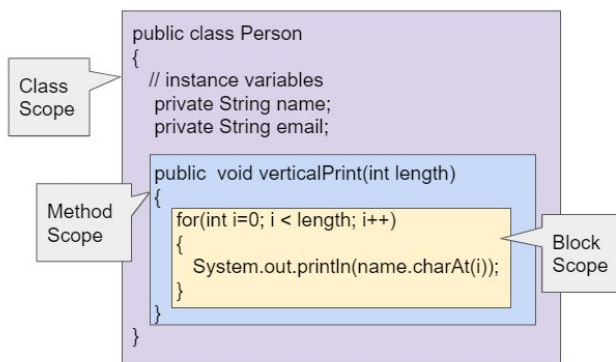 public class Person
{
// instance variables
private String name;
private String email;
public  void verticalPrint(int length)
{
for(int i=0; i < length; i++)
{
System.out.println(name.charAt(i));
}
}
}
Class
Scope
Method
Scope
Block
Scope